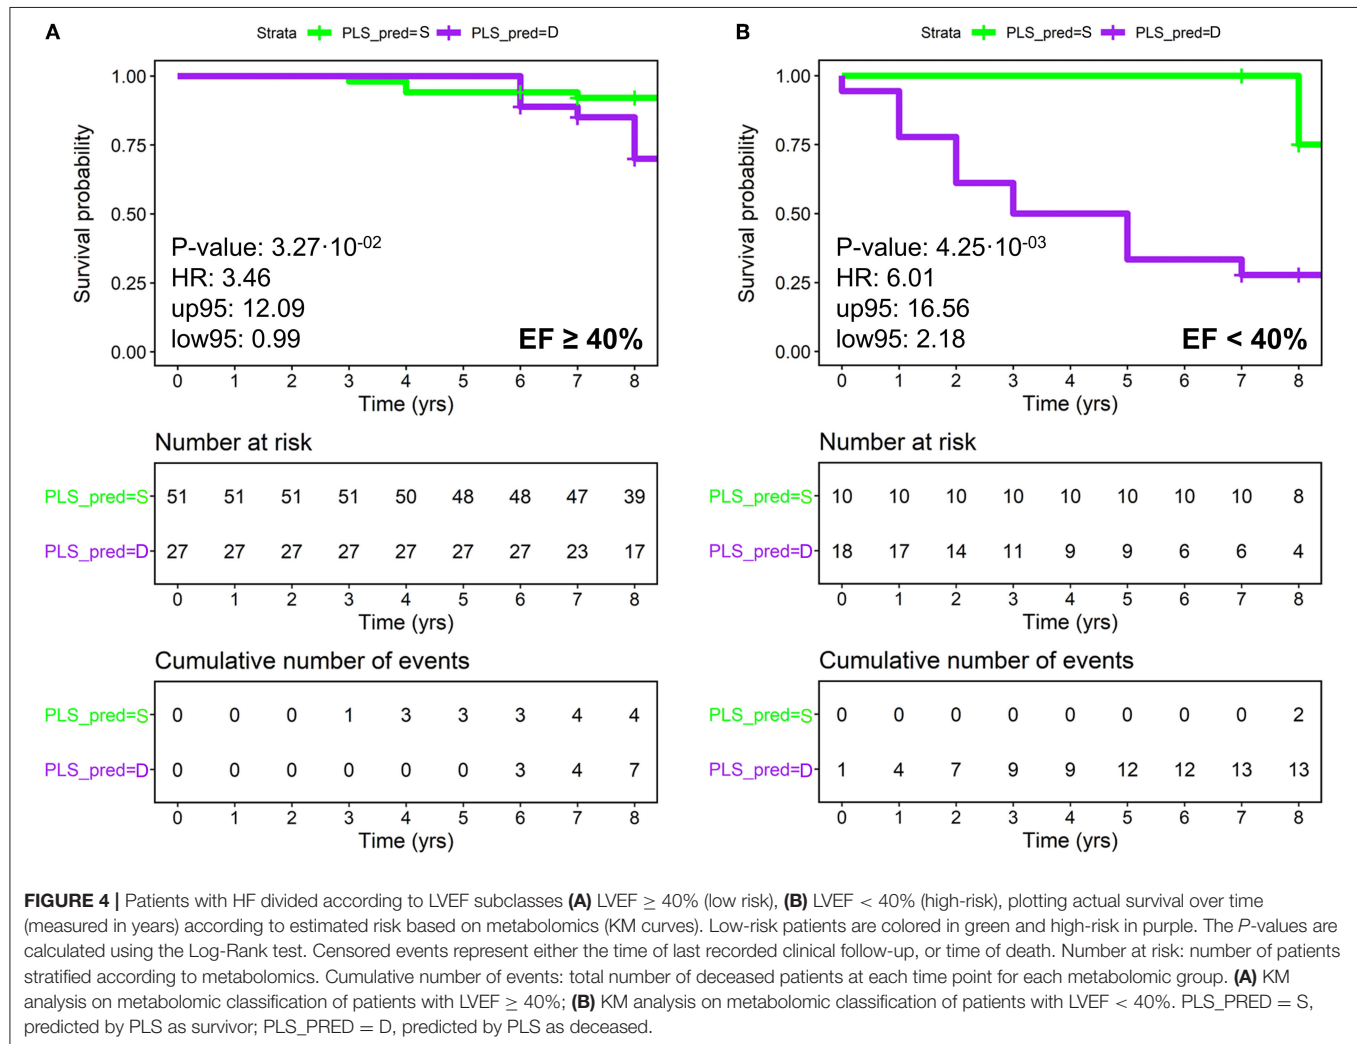 A
Strata PLS_pred=S PLS_pred=D
Survival probability
1.00
0.75
0.50
0.25
0.00
P-value: 3.27·10-02
HR: 3.46
up95: 12.09
low95: 0.99
EF ≥ 40%
0 1 2 3 4 5 6 7 8
Time (yrs)
Number at risk
PLS_pred=S 51 51 51 51 50 48 48 47 39
PLS_pred=D 27 27 27 27 27 27 27 23 17
0 1 2 3 4 5 6 7 8
Time (yrs)
Cumulative number of events
PLS_pred=S 0 0 0 1 3 3 3 4 4
PLS_pred=D 0 0 0 0 0 0 3 4 7
0 1 2 3 4 5 6 7 8
Time (yrs)
B
Strata PLS_pred=S PLS_pred=D
Survival probability
1.00
0.75
0.50
0.25
0.00
P-value: 4.25·10-03
HR: 6.01
up95: 16.56
low95: 2.18
EF < 40%
0 1 2 3 4 5 6 7 8
Time (yrs)
Number at risk
PLS_pred=S 10 10 10 10 10 10 10 10 8
PLS_pred=D 18 17 14 11 9 9 6 6 4
0 1 2 3 4 5 6 7 8
Time (yrs)
Cumulative number of events
PLS_pred=S 0 0 0 0 0 0 0 0 2
PLS_pred=D 1 4 7 9 9 12 12 13 13
0 1 2 3 4 5 6 7 8
Time (yrs)
FIGURE 4 | Patients with HF divided according to LVEF subclasses (A) LVEF ≥ 40% (low risk), (B) LVEF < 40% (high-risk), plotting actual survival over time
(measured in years) according to estimated risk based on metabolomics (KM curves). Low-risk patients are colored in green and high-risk in purple. The P-values are
calculated using the Log-Rank test. Censored events represent either the time of last recorded clinical follow-up, or time of death. Number at risk: number of patients
stratified according to metabolomics. Cumulative number of events: total number of deceased patients at each time point for each metabolomic group. (A) KM
analysis on metabolomic classification of patients with LVEF ≥ 40%; (B) KM analysis on metabolomic classification of patients with LVEF < 40%. PLS_PRED = S,
predicted by PLS as survivor; PLS_PRED = D, predicted by PLS as deceased.